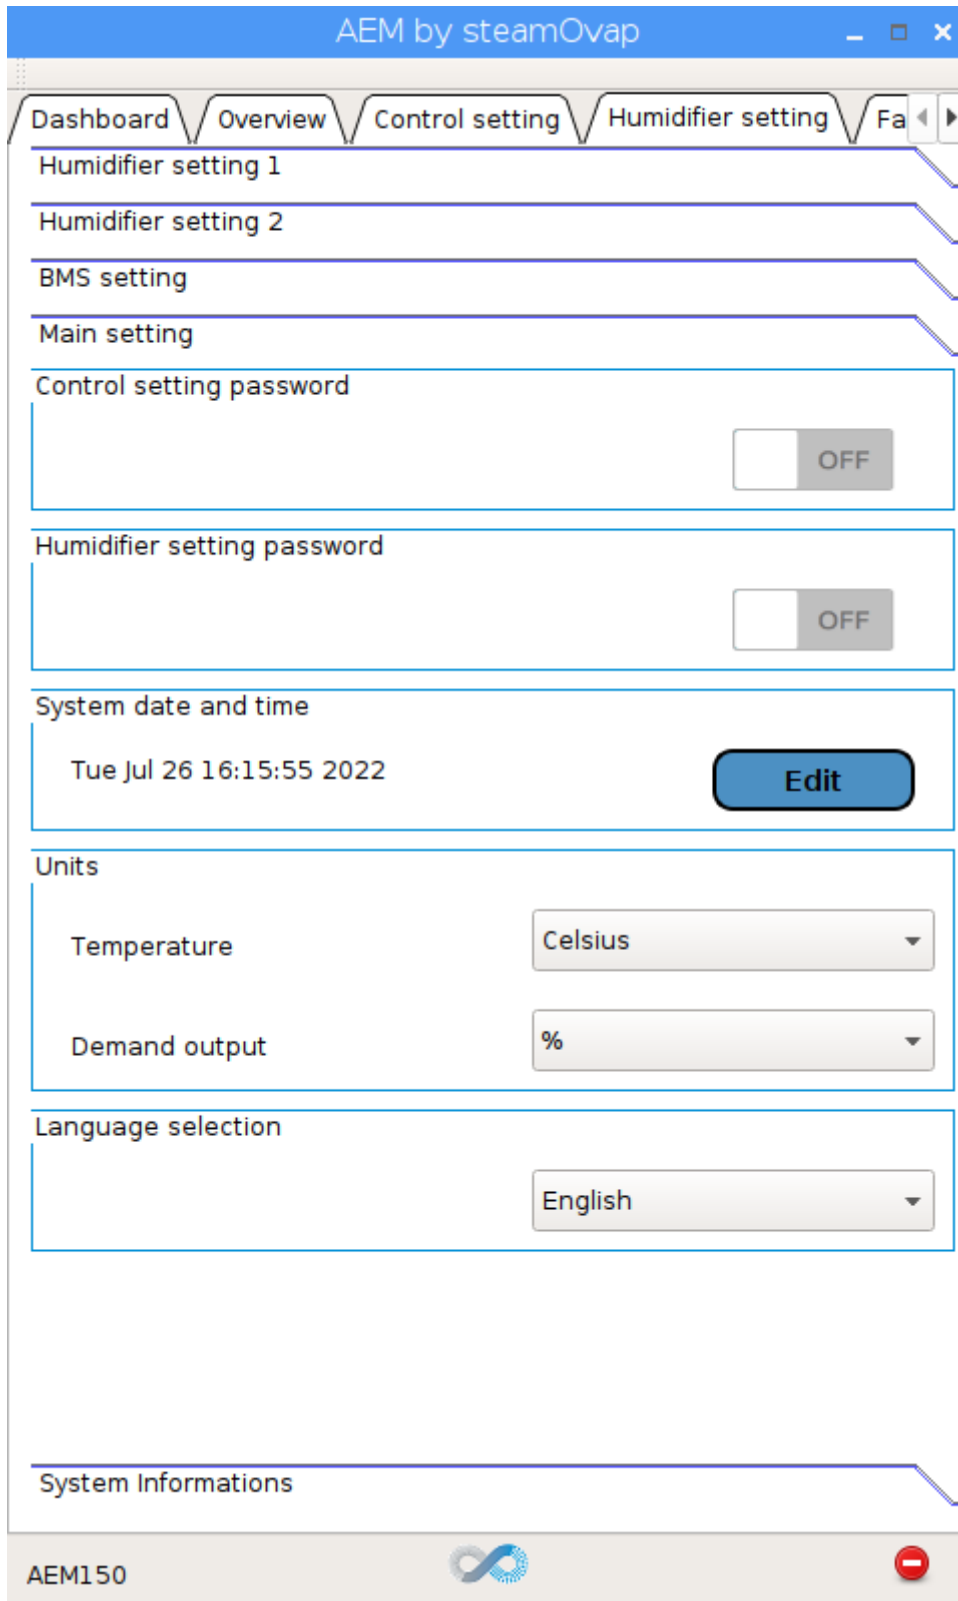 AEM by steamOvap
Dashboard Overview Control setting Humidifier setting Fa
Humidifier setting 1
Humidifier setting 2
BMS setting
Main setting
Control setting password
OFF
Humidifier setting password
OFF
System date and time
Tue Jul 26 16:15:55 2022
Edit
Units
Temperature
Celsius
Demand output
%
Language selection
English
System Informations
AEM150